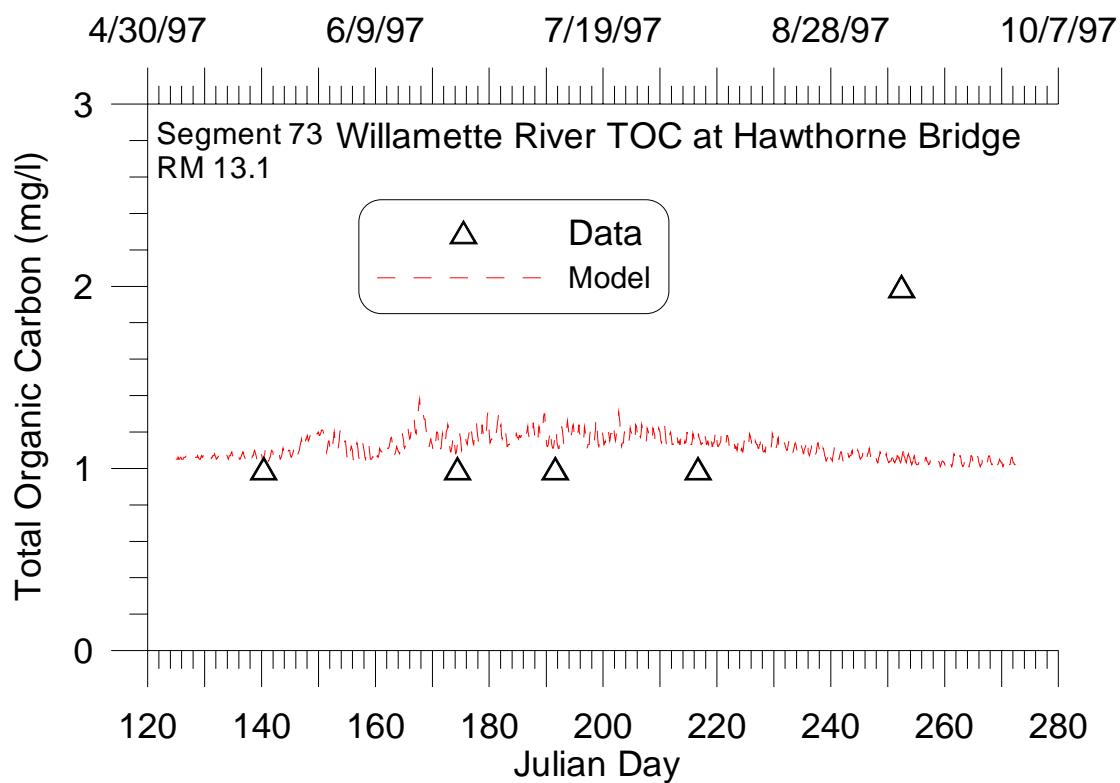 4/30/97 6/9/97 7/19/97 8/28/97 10/7/97
3
Segment 73 Willamette River TOC at Hawthorne Bridge
RM 13.1
Data
Model
2
1
0
Total Organic Carbon (mg/l)
120 140 160 180 200 220 240 260 280
Julian Day